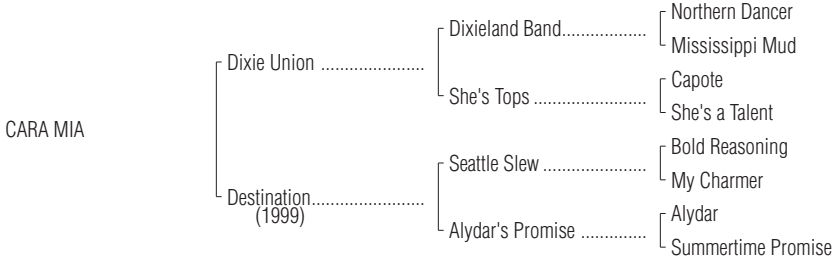 Northern Dancer
Dixieland Band..................
Mississippi Mud
Dixie Union ......................
Capote
She's Tops ........................
She's a Talent
CARA MIA
Bold Reasoning
Seattle Slew ......................
My Charmer
Destination........................
(1999)
Alydar
Alydar's Promise ..............
Summertime Promise